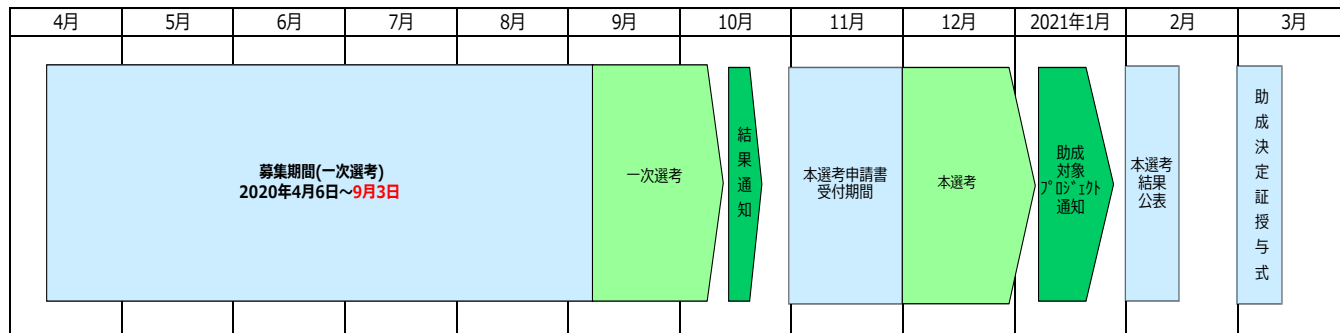 4月 5月 6月 7月 8月 9月 10月 11月 12月 2021年1月 2月 3月
募集期間(一次選考)
2020年4月6日～9月3日
一次選考
結果通知
本選考申請書
受付期間
本選考
助成
対象
ﾌﾟﾛｼﾞｪｸﾄ
通知
本選考
結果
公表
助成決定証授与式